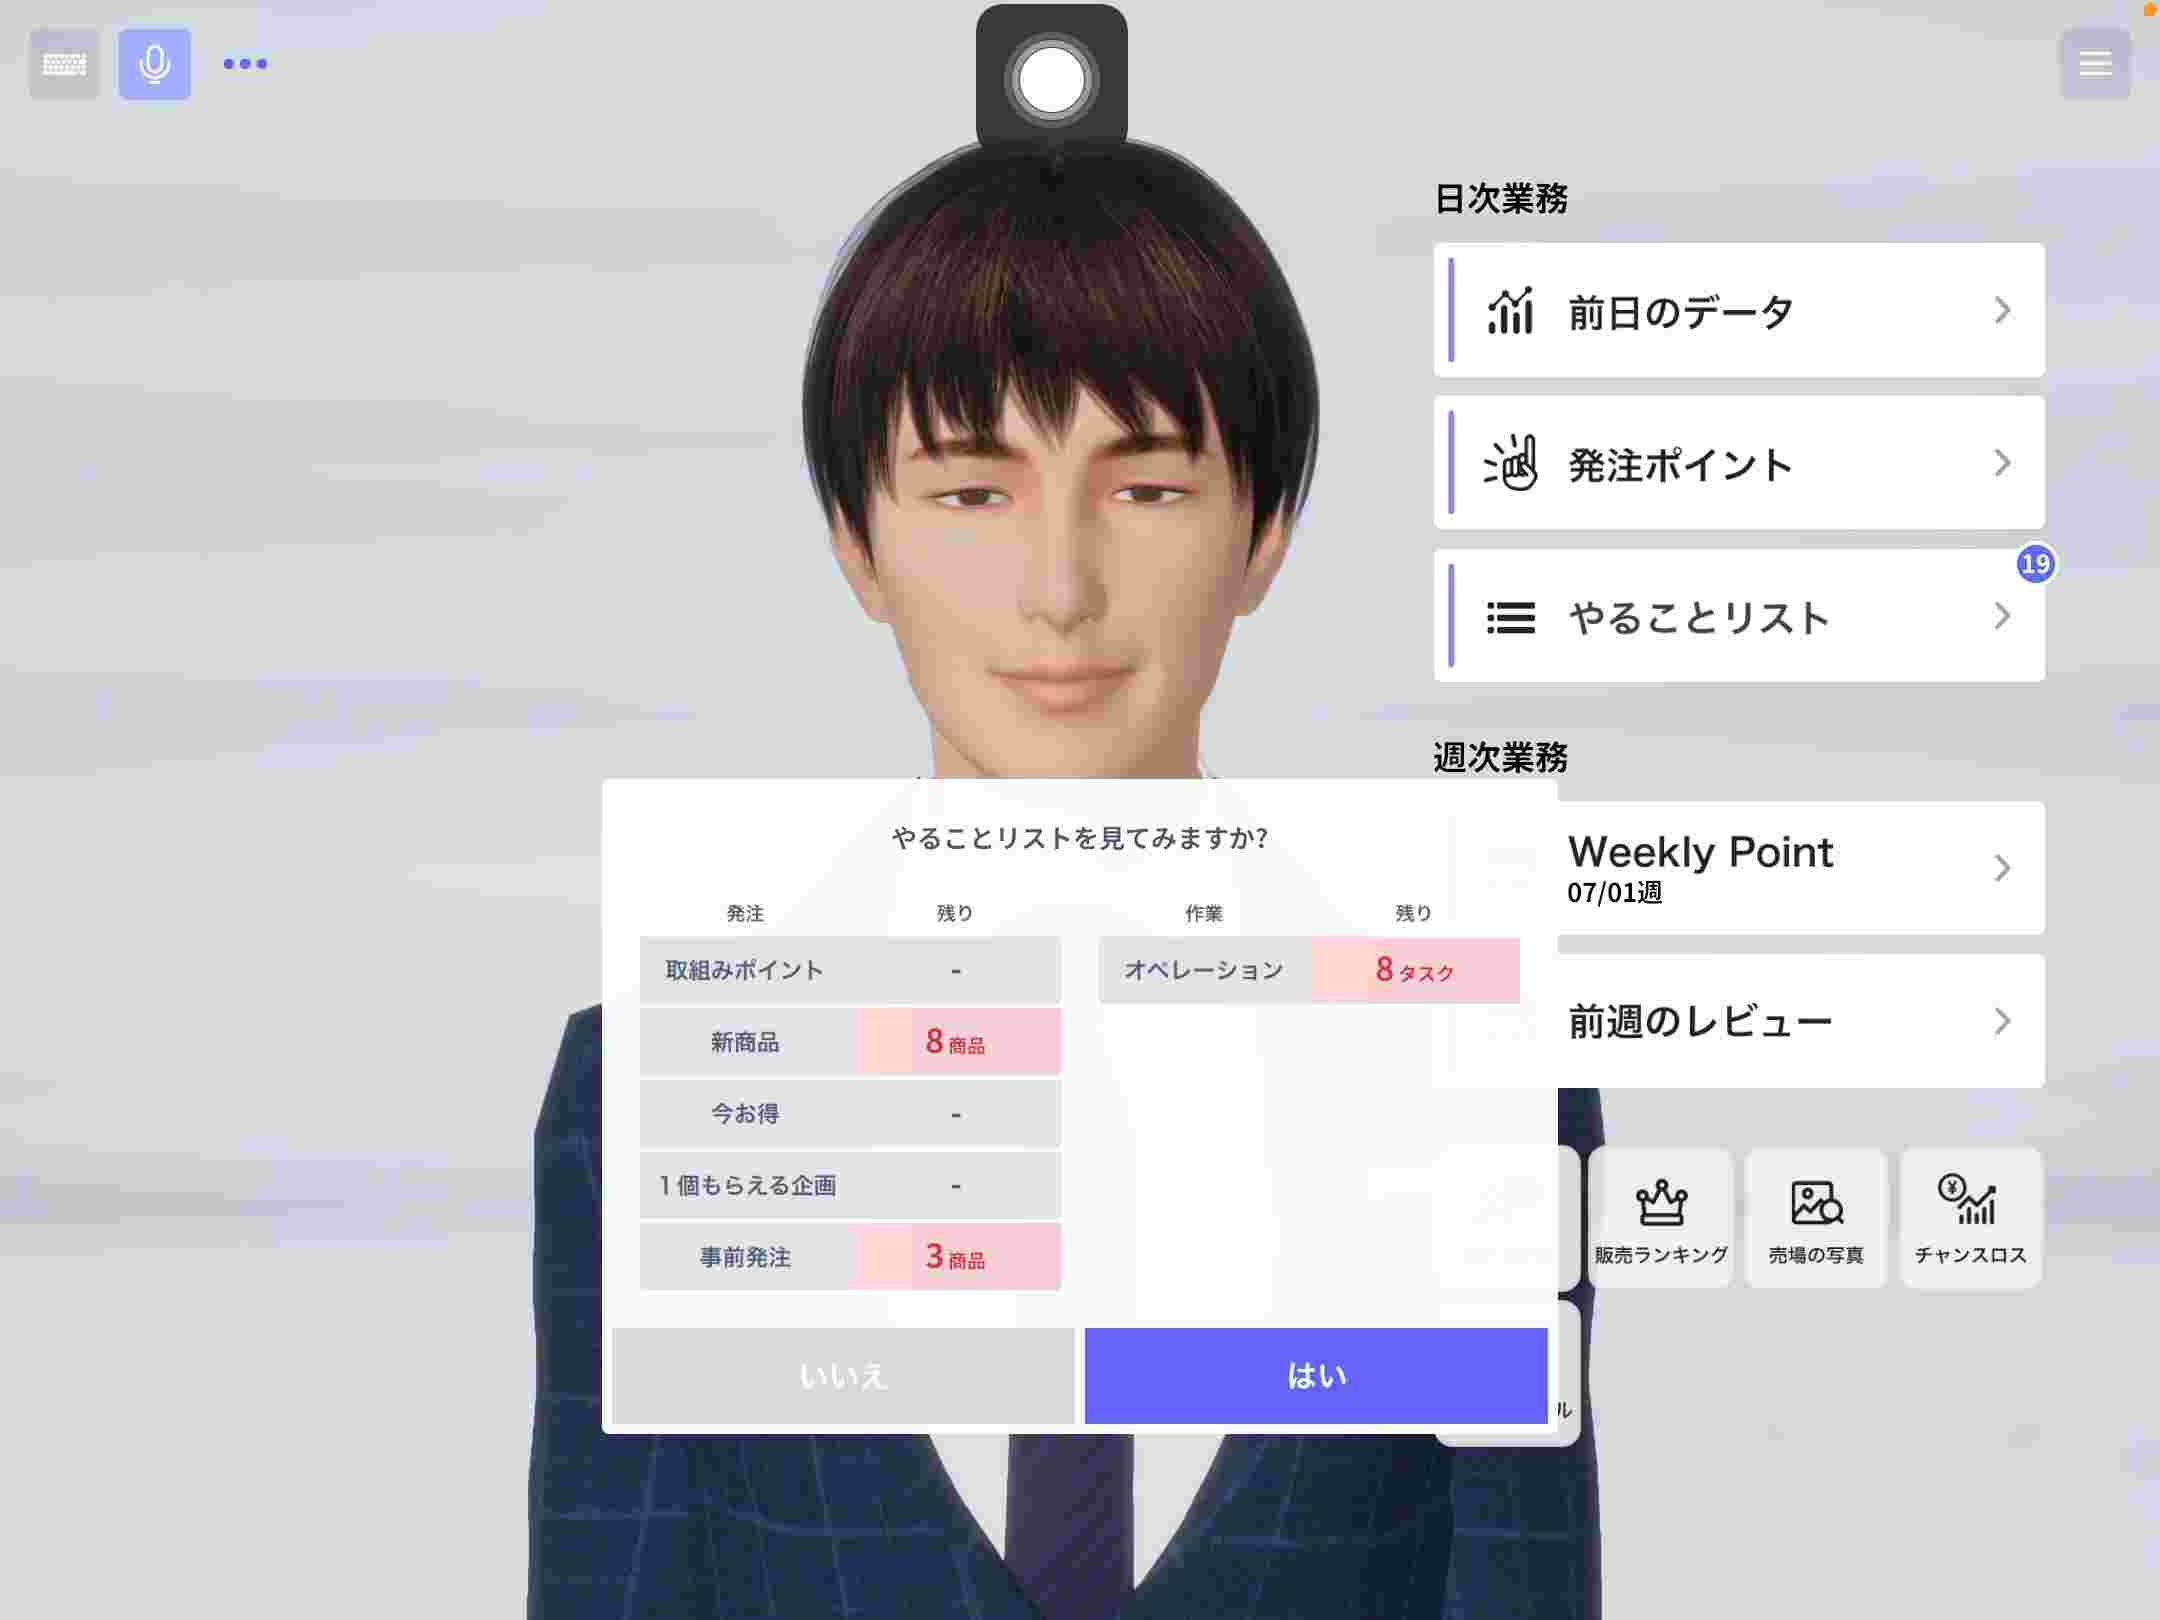 日次業務
前日のデータ
発注ポイント
19
やることリスト
週次業務
Weekly Point
07/01週
前週のレビュー
販売ランキング
売場の写真
チャンスロス
ル
やることリストを見てみますか?
発注 残り
取組みポイント -
新商品 8商品
今お得 -
1個もらえる企画 -
事前発注 3商品
作業 残り
オペレーション 8タスク
いいえ
はい